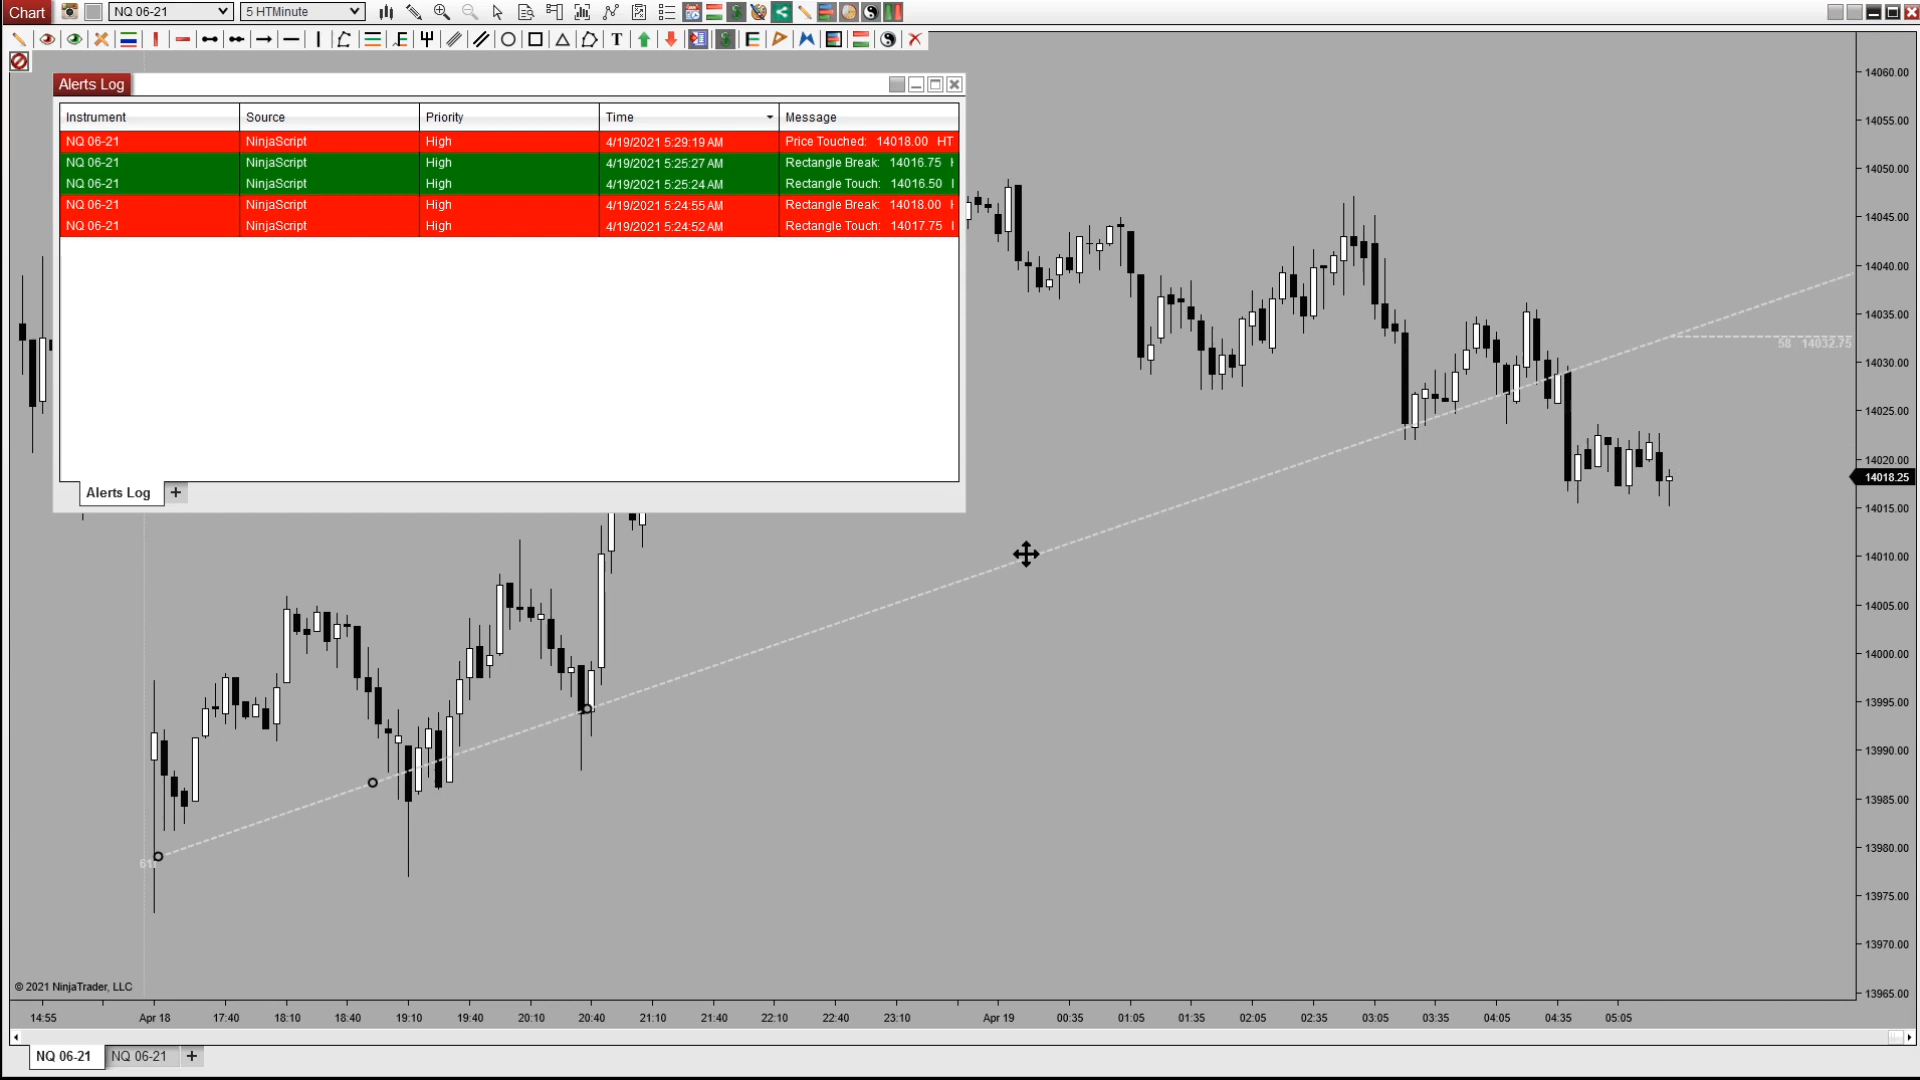 Chart NQ 06-21 5 HTMinute
T
Alerts Log
Instrument Source Priority Time Message
NQ 06-21 NinjaScript High 4/19/2021 5:29:19 AM Price Touched: 14018.00 HT
NQ 06-21 NinjaScript High 4/19/2021 5:25:27 AM Rectangle Break: 14016.75
NQ 06-21 NinjaScript High 4/19/2021 5:25:24 AM Rectangle Touch: 14016.50
NQ 06-21 NinjaScript High 4/19/2021 5:24:55 AM Rectangle Break: 14018.00
NQ 06-21 NinjaScript High 4/19/2021 5:24:52 AM Rectangle Touch: 14017.75
Alerts Log +
14060.00
14055.00
14050.00
14045.00
14040.00
14035.00
58 14032.75
14030.00
14025.00
14020.00
14018.25
14015.00
14010.00
14005.00
14000.00
13995.00
13990.00
13985.00
13980.00
13975.00
13970.00
13965.00
© 2021 NinjaTrader, LLC
14:55 Apr 18 17:40 18:10 18:40 19:10 19:40 20:10 20:40 21:10 21:40 22:10 22:40 23:10 Apr 19 00:35 01:05 01:35 02:05 02:35 03:05 03:35 04:05 04:35 05:05
NQ 06-21 NQ 06-21 +